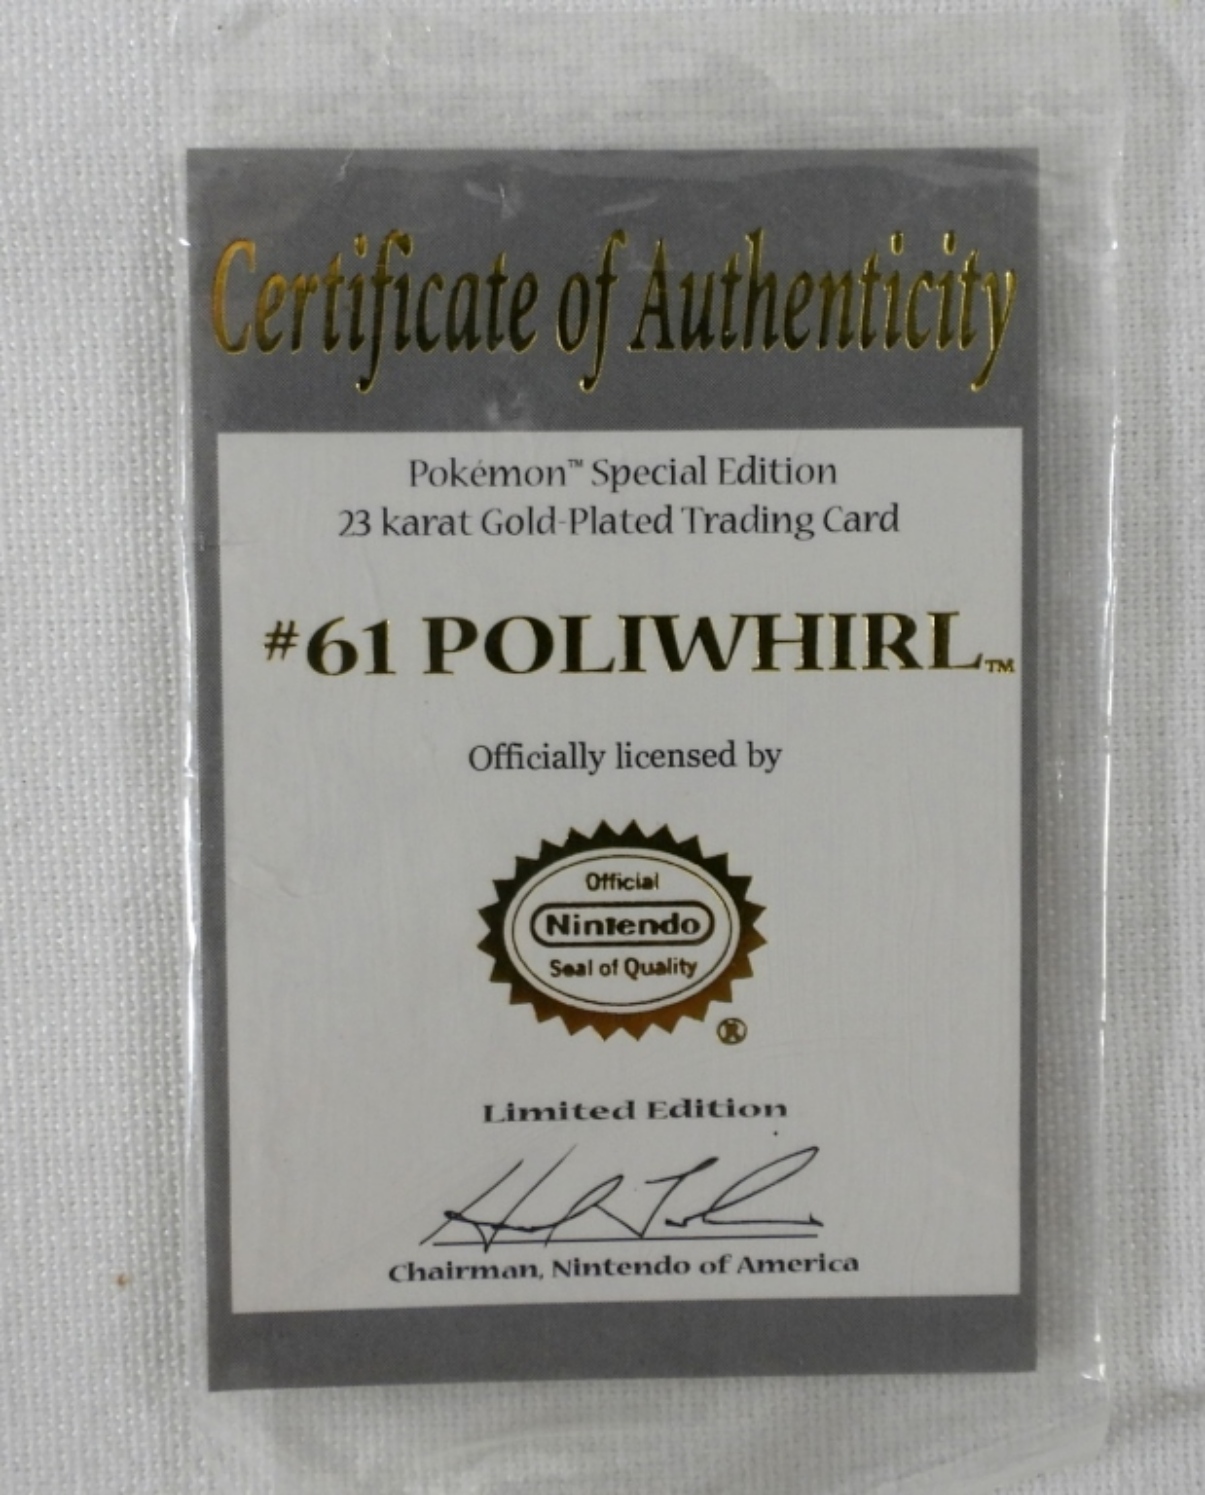 Certificate of Authenticity
Pokémon™ Special Edition
23 karat Gold-Plated Trading Card
#61 POLIWHIRL™
Officially licensed by
Official
Nintendo
Seal of Quality
®
Limited Edition
Chairman, Nintendo of America